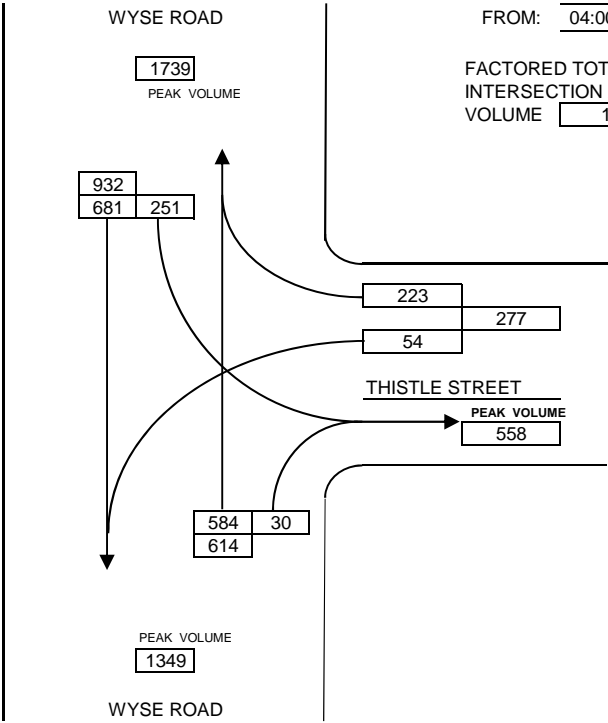 WYSE ROAD
FROM:
1739
PEAK VOLUME
FACTORED
INTERSECTION
VOLUME
932
681 251
223
277
54
THISTLE STREET
PEAK VOLUME
558
584 30
614
PEAK VOLUME
1349
WYSE ROAD